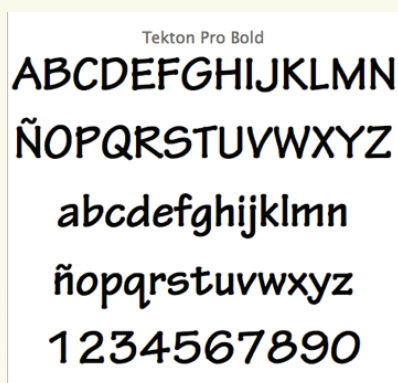 Tekton Pro Bold
ABCDEFGHIJKLMN
ÑOPQRSTUVWXYZ
abcdefghijklmn
ñopqrstuvwxyz
1234567890